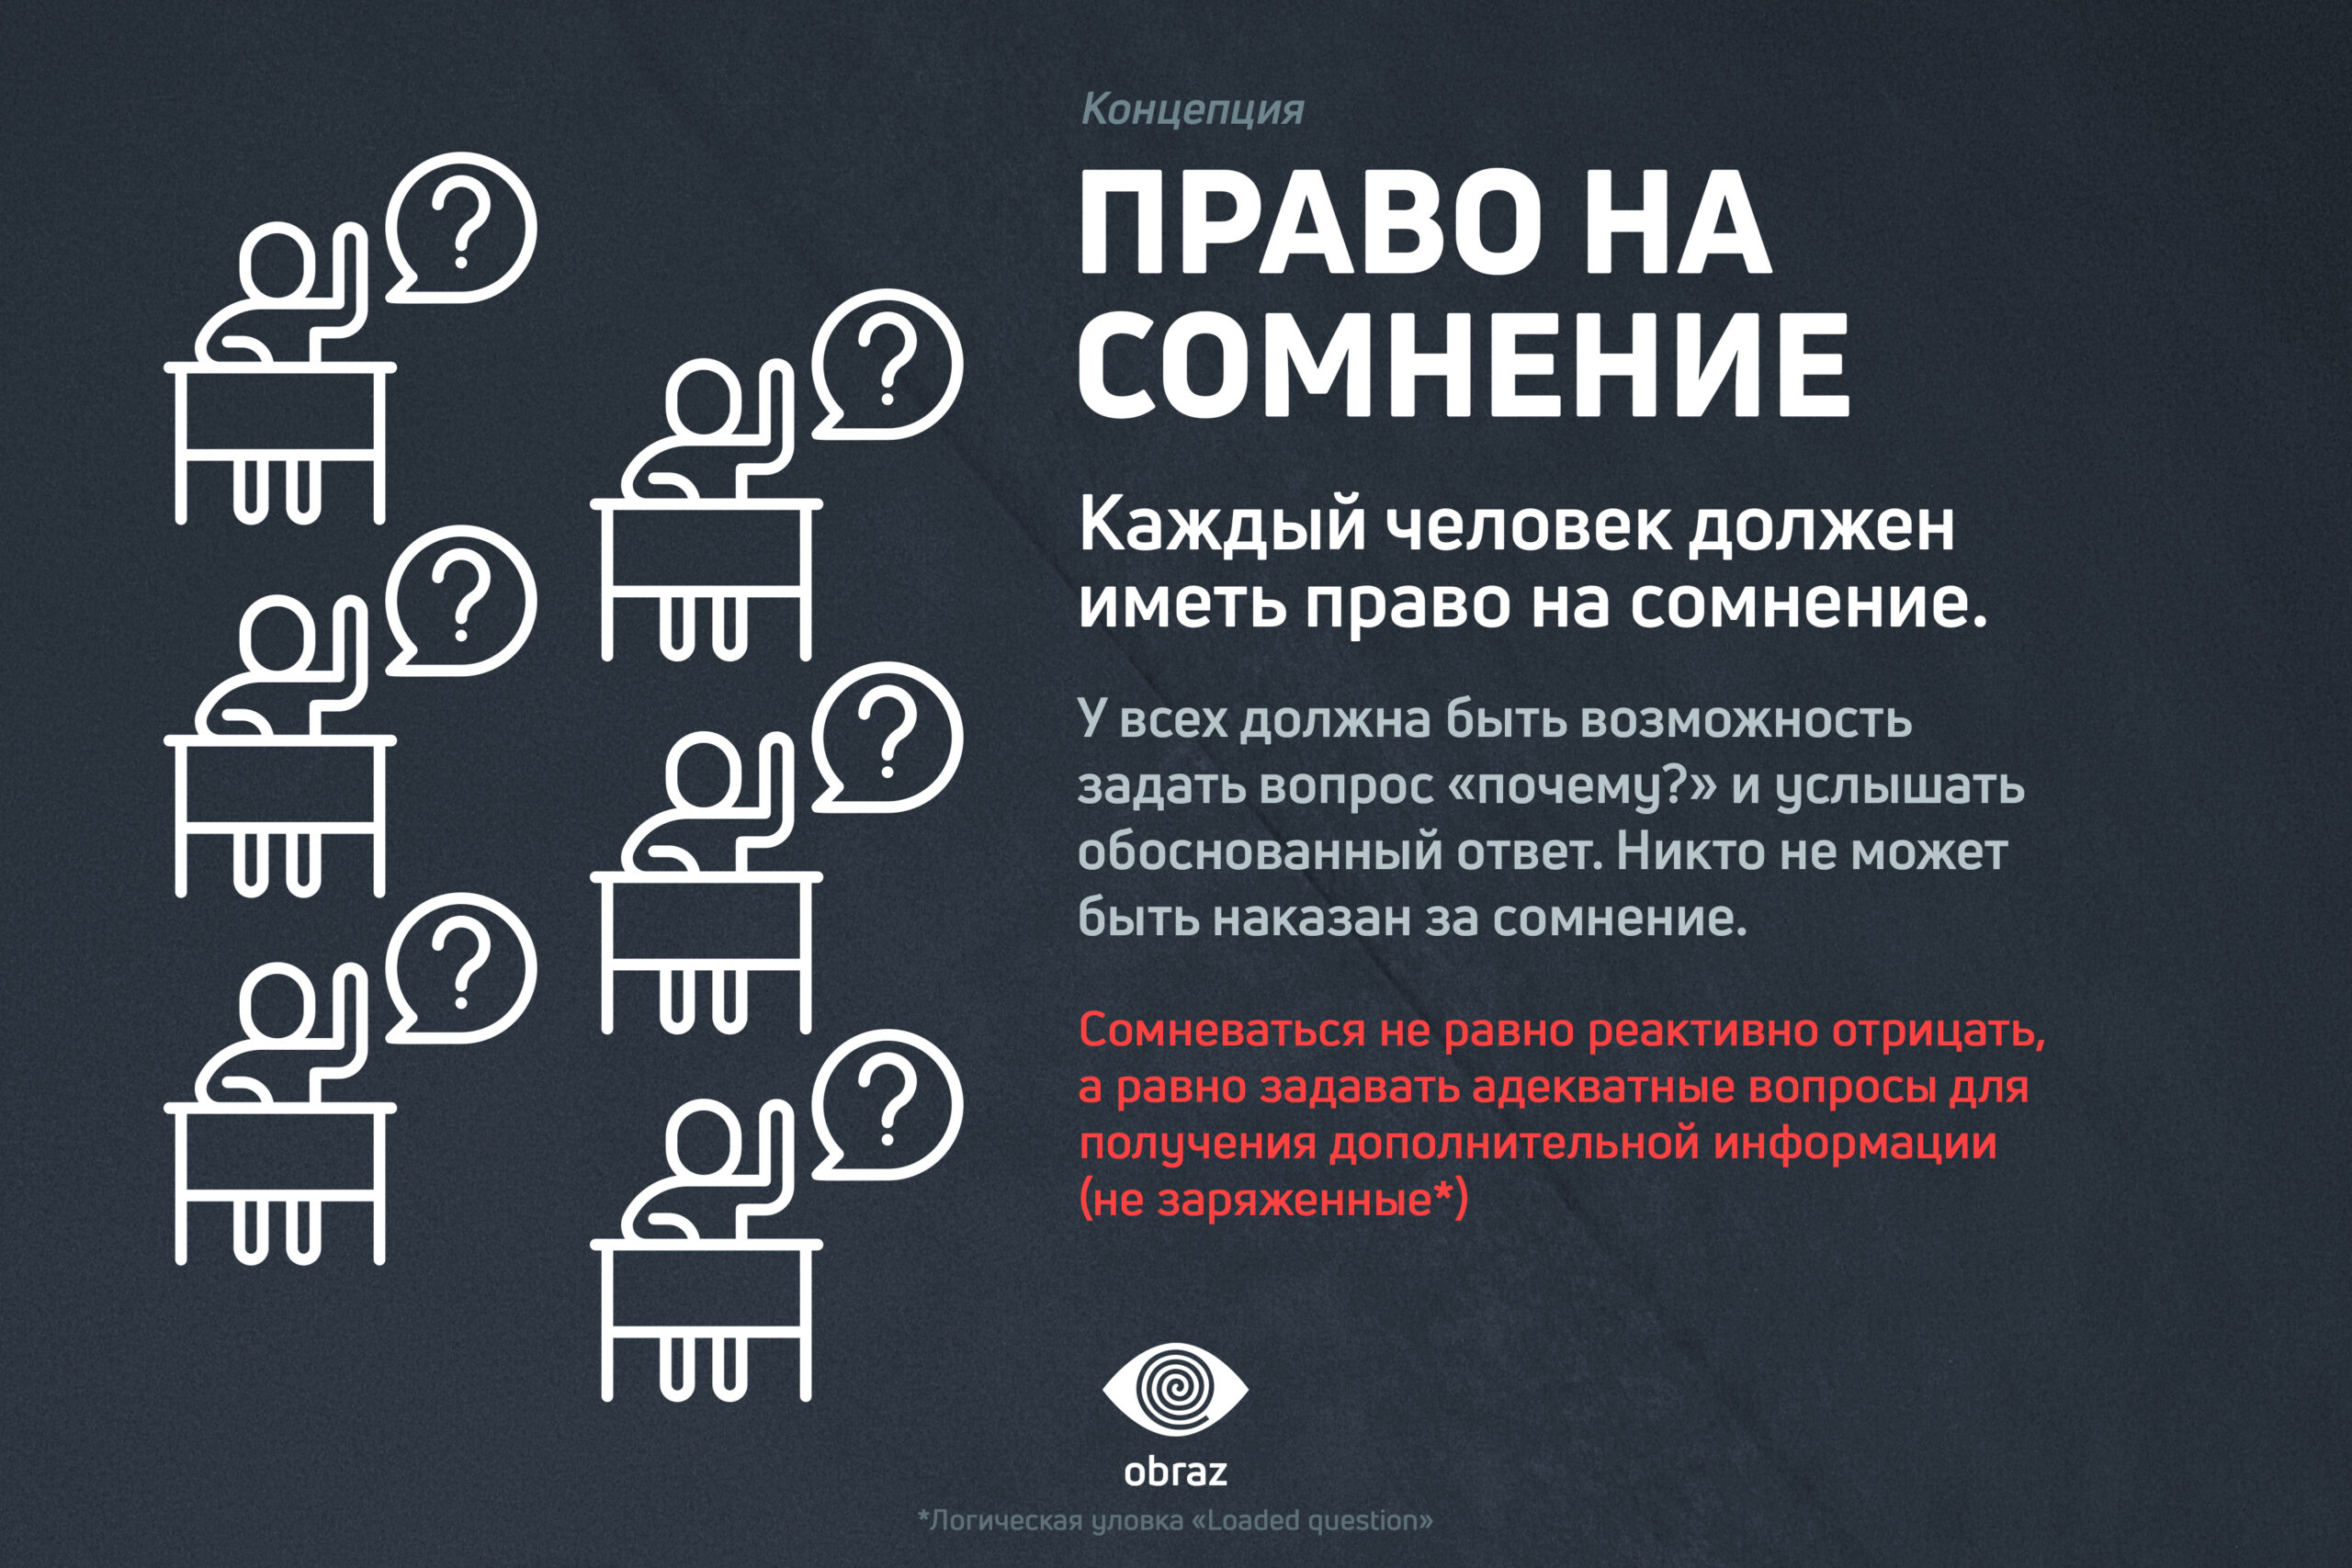 Концепция
ПРАВО НА
СОМНЕНИЕ
Каждый человек должен
иметь право на сомнение.
У всех должна быть возможность
задать вопрос «почему?» и услышать
обоснованный ответ. Никто не может
быть наказан за сомнение.
Сомневаться не равно реактивно отрицать,
а равно задавать адекватные вопросы для
получения дополнительной информации
(не заряженные*)
?
?
?
?
?
?
obraz
*Логическая уловка «Loaded question»